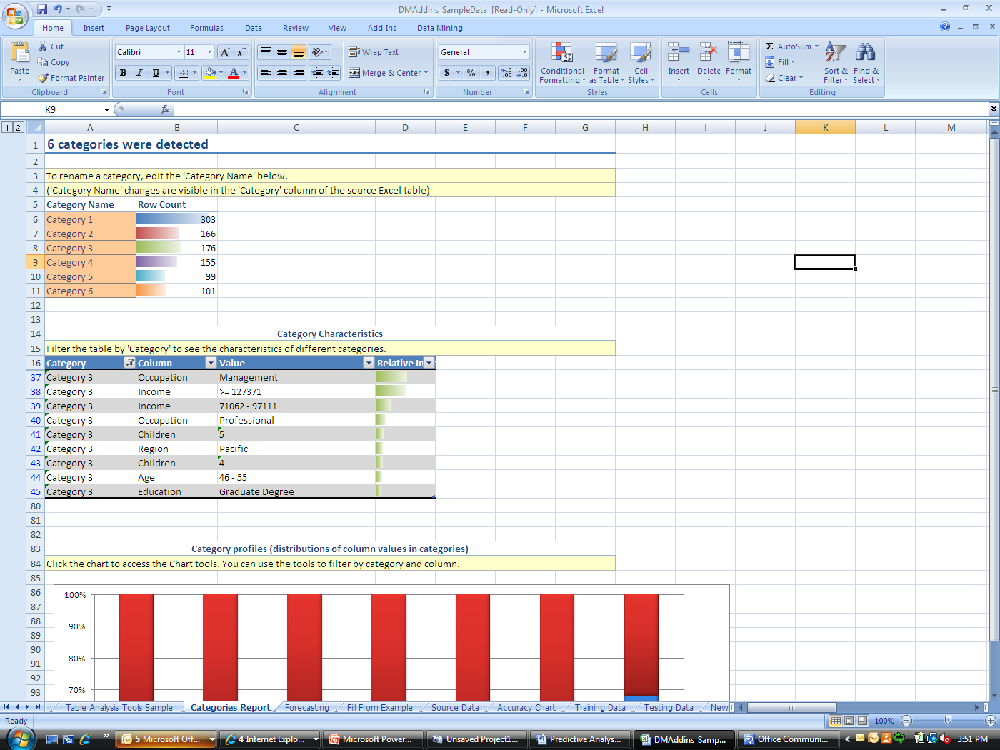 DMAddins_SampleData [Read-Only] - Microsoft Excel
Home Insert Page Layout Formulas Data Review View Add-Ins Data Mining
Paste
Cut
Copy
Format Painter
Clipboard
Calibri 11
B I U
Font
Wrap Text
Merge & Center
Alignment
General
$ % ,
Number
Conditional Formatting
Format as Table
Cell Styles
Styles
Insert Delete Format
Cells
AutoSum
Fill
Clear
Sort & Filter
Find & Select
Editing
K9 fx
1 2
A B C D E F G H I J K L M
1 6 categories were detected
2
3 To rename a category, edit the 'Category Name' below.
4 ('Category Name' changes are visible in the 'Category' column of the source Excel table)
5 Category Name Row Count
6 Category 1 303
7 Category 2 166
8 Category 3 176
9 Category 4 155
10 Category 5 99
11 Category 6 101
12
13
14 Category Characteristics
15 Filter the table by 'Category' to see the characteristics of different categories.
16 Category Column Value Relative In
37 Category 3 Occupation Management
38 Category 3 Income >= 127371
39 Category 3 Income 71062 - 97111
40 Category 3 Occupation Professional
41 Category 3 Children 5
42 Category 3 Region Pacific
43 Category 3 Children 4
44 Category 3 Age 46 - 55
45 Category 3 Education Graduate Degree
80
81
82
83 Category profiles (distributions of column values in categories)
84 Click the chart to access the Chart tools. You can use the tools to filter by category and column.
85
86 100%
87
88 90%
89
90 80%
91
92 70%
93
Table Analysis Tools Sample Categories Report Forecasting Fill From Example Source Data Accuracy Chart Training Data Testing Data New
Ready 100%
5 Microsoft Off... 4 Internet Explo... Microsoft Power... Unsaved Project1... Predictive Analys... DMAddins_Samp... Office Communi... 3:51 PM